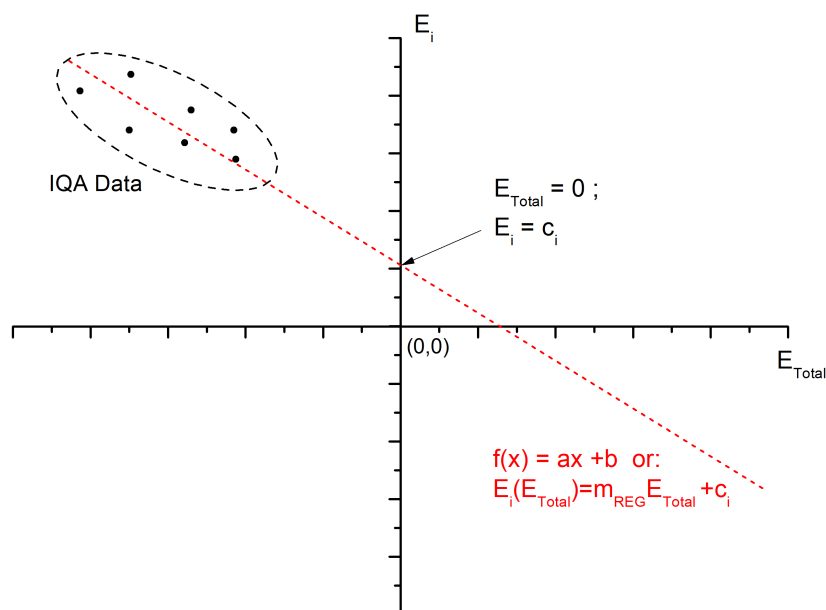 E_i
IQA Data
E_Total = 0 ;
E_i = c_i
(0,0)
E_Total
f(x) = ax +b  or:
E_i(E_Total)=m_REG E_Total +c_i